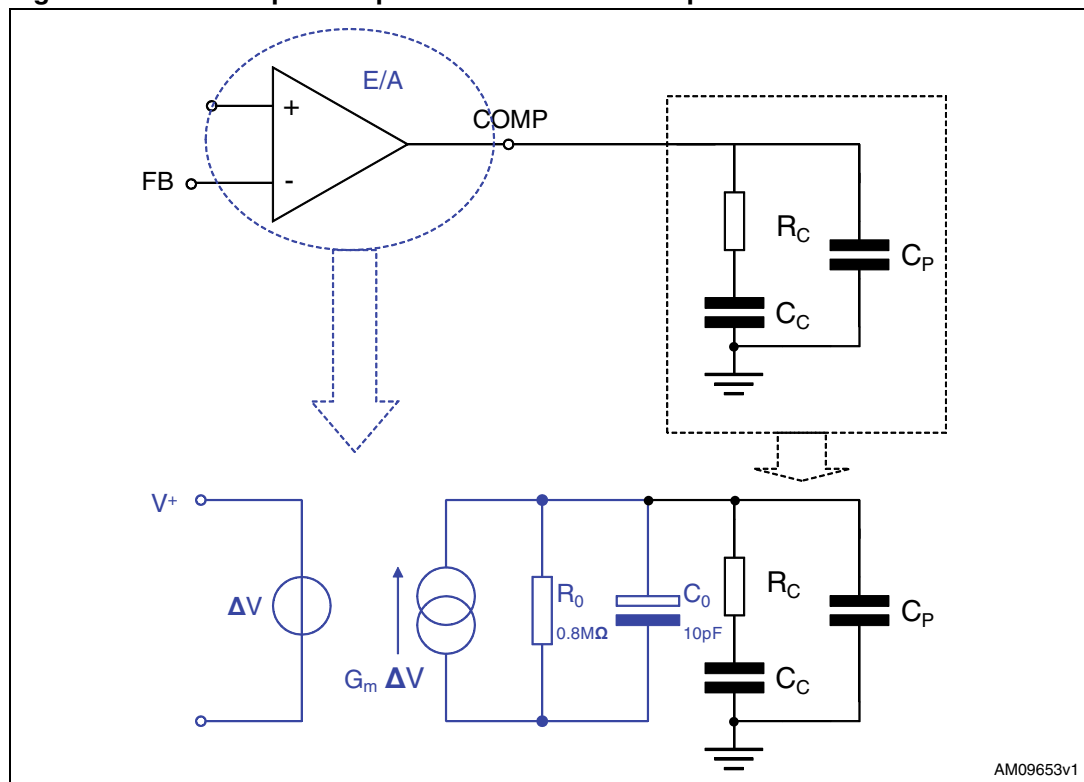 E/A
+
COMP
FB
-
R_C
C_P
C_C
V+
ΔV
G_m ΔV
R_0
0.8MΩ
C_0
10pF
R_C
C_P
C_C
AM09653v1